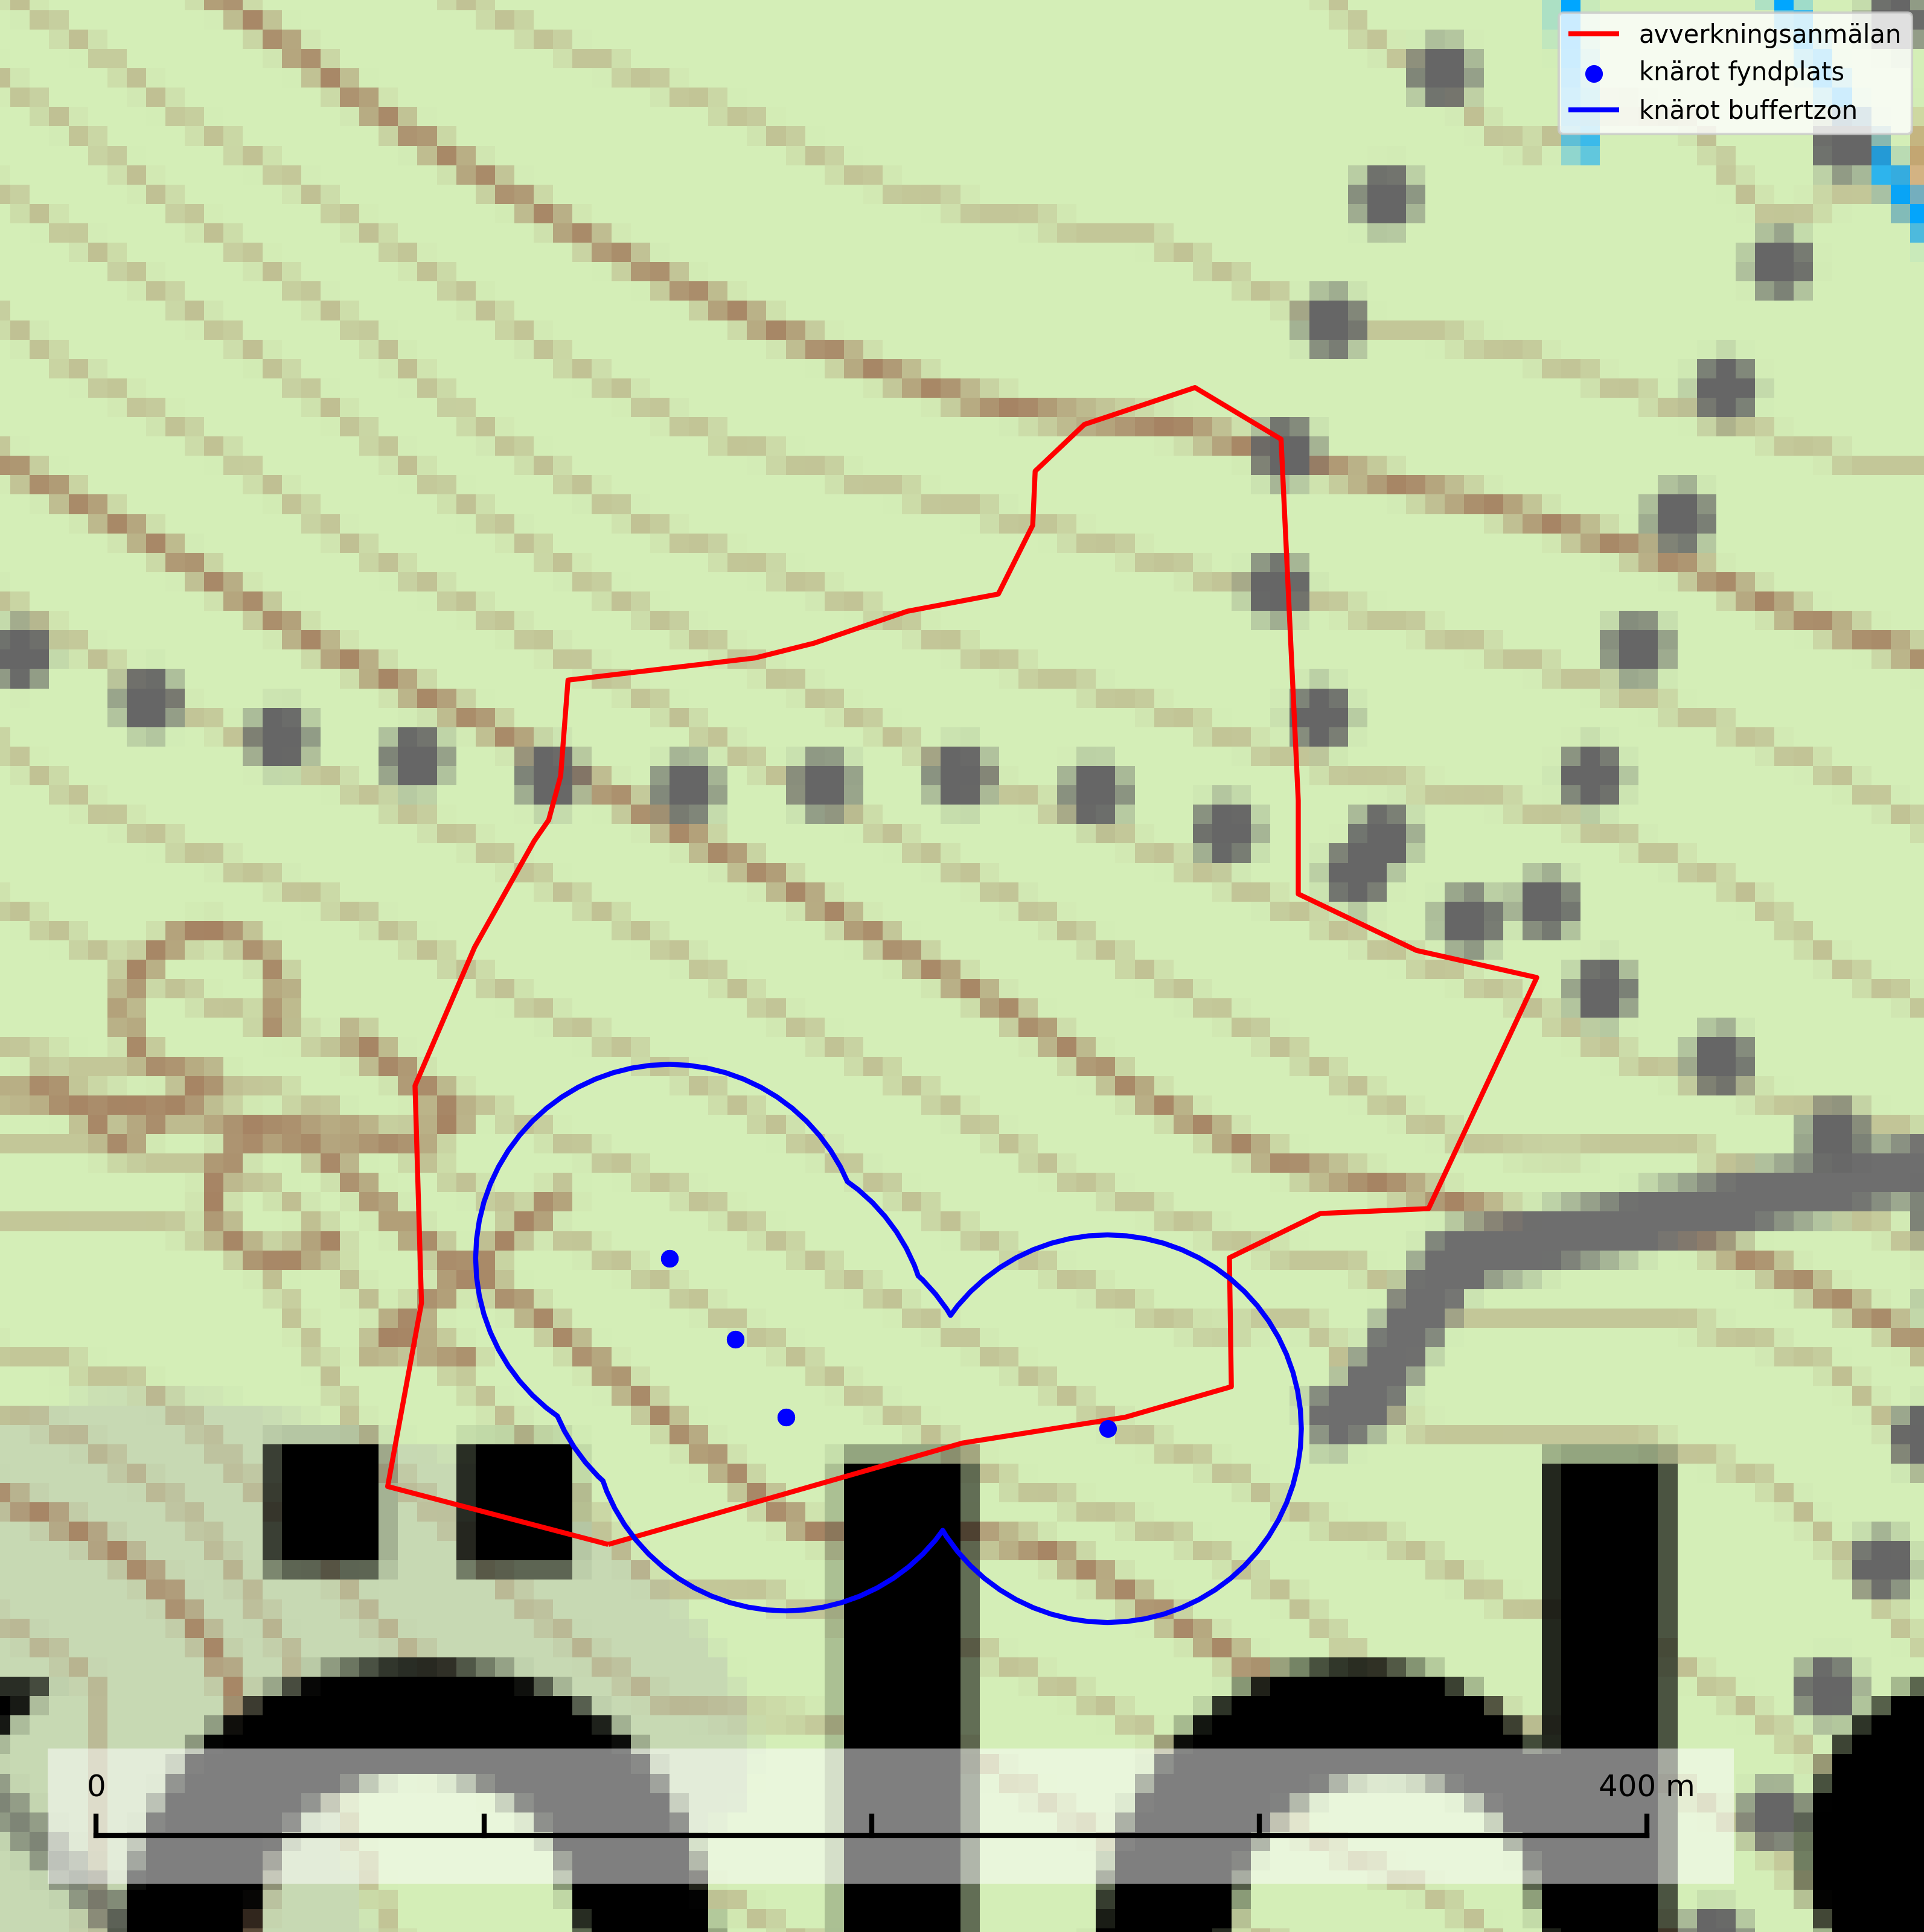 avverkningsanmälan
knärot fyndplats
knärot buffertzon
0 400 m